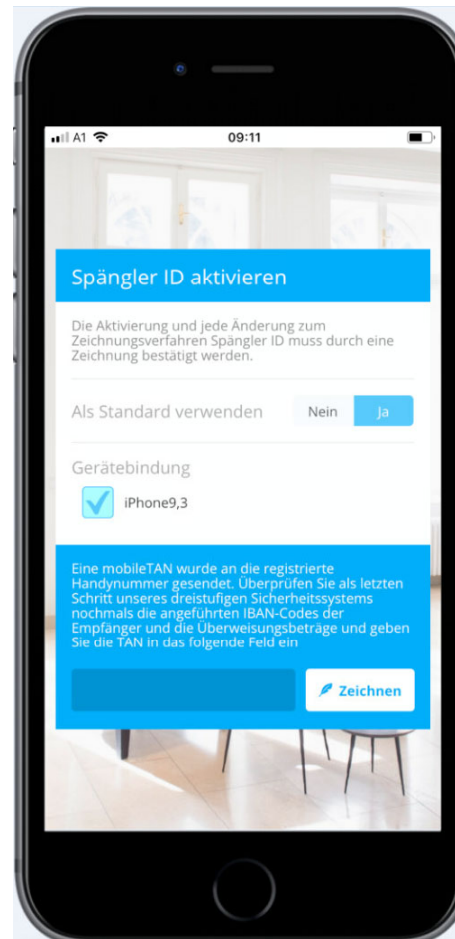 A1 09:11
Spängler ID aktivieren
Die Aktivierung und jede Änderung zum
Zeichnungsverfahren Spängler ID muss durch eine
Zeichnung bestätigt werden.
Als Standard verwenden Nein Ja
Gerätebindung
iPhone9,3
Eine mobileTAN wurde an die registrierte
Handynummer gesendet. Überprüfen Sie als letzten
Schritt unseres dreistufigen Sicherheitssystems
nochmals die angeführten IBAN-Codes der
Empfänger und die Überweisungsbeträge und geben
Sie die TAN in das folgende Feld ein
Zeichnen